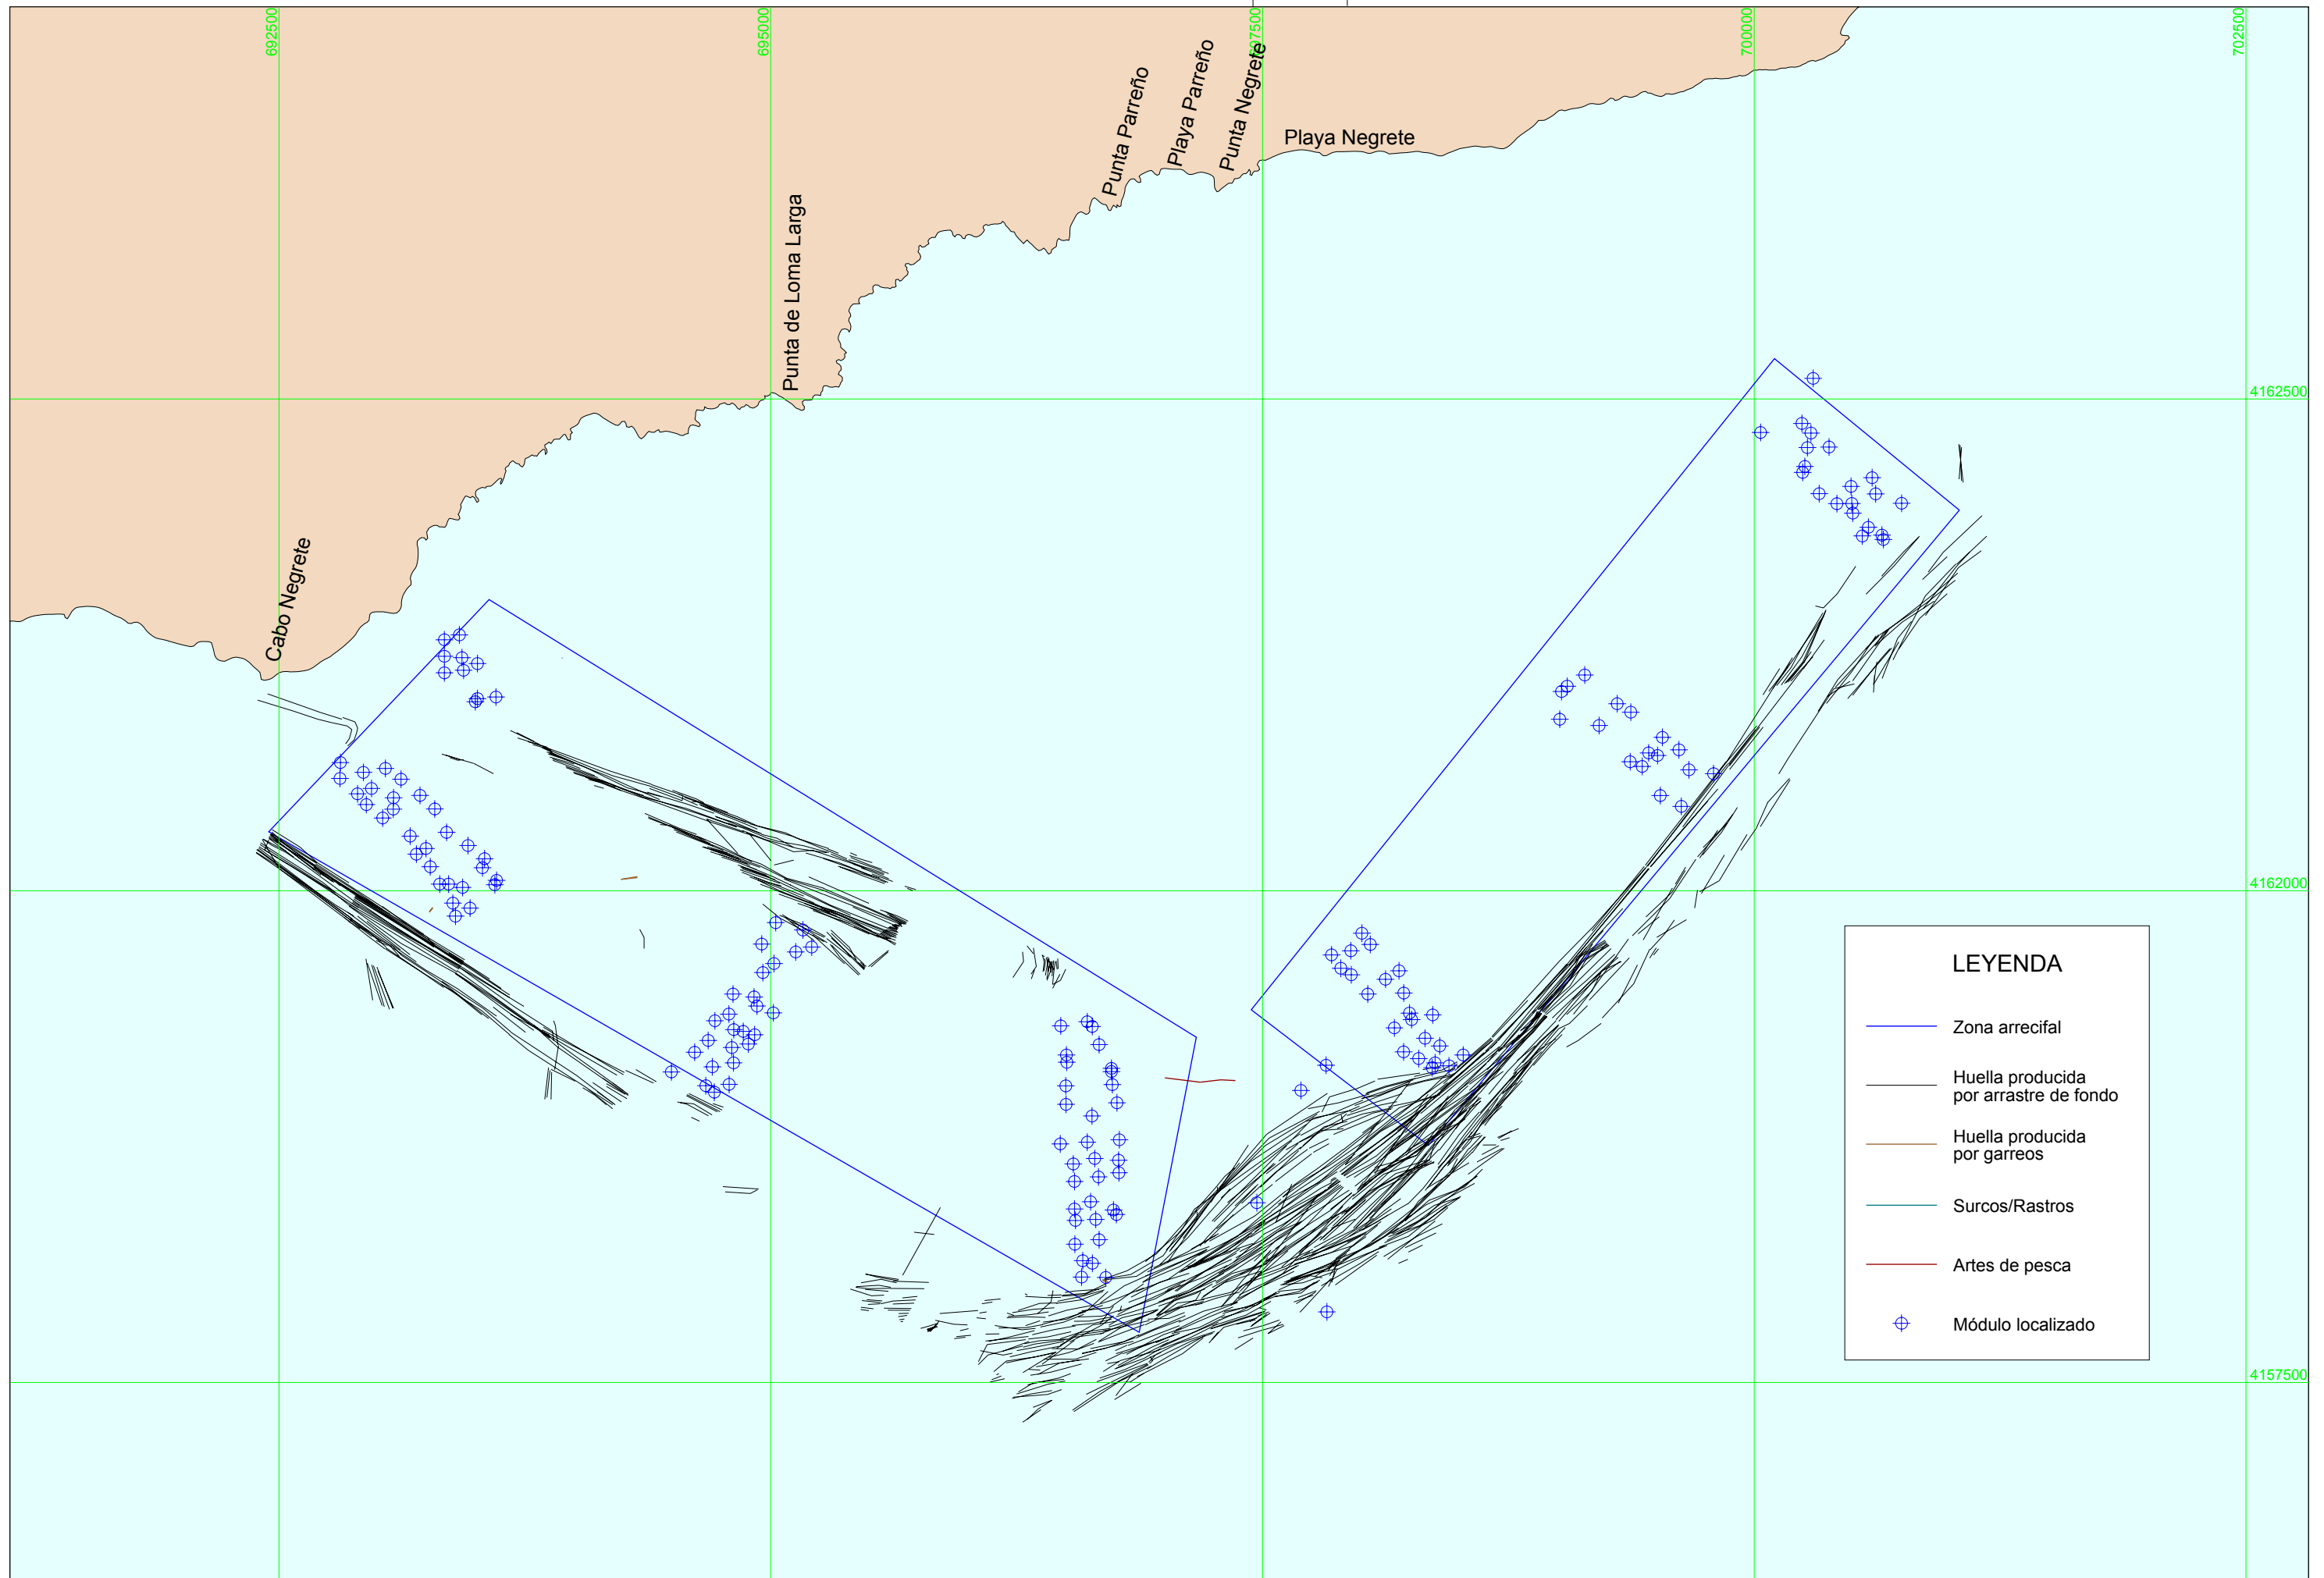 692500
695000
697500
700000
702500
Punta Parreño
Playa Parreño
Punta Negrete
Playa Negrete
Punta de Loma Larga
Cabo Negrete
4162500
4162000
4157500
LEYENDA
Zona arrecifal
Huella producida
por arrastre de fondo
Huella producida
por garreos
Surcos/Rastros
Artes de pesca
Módulo localizado